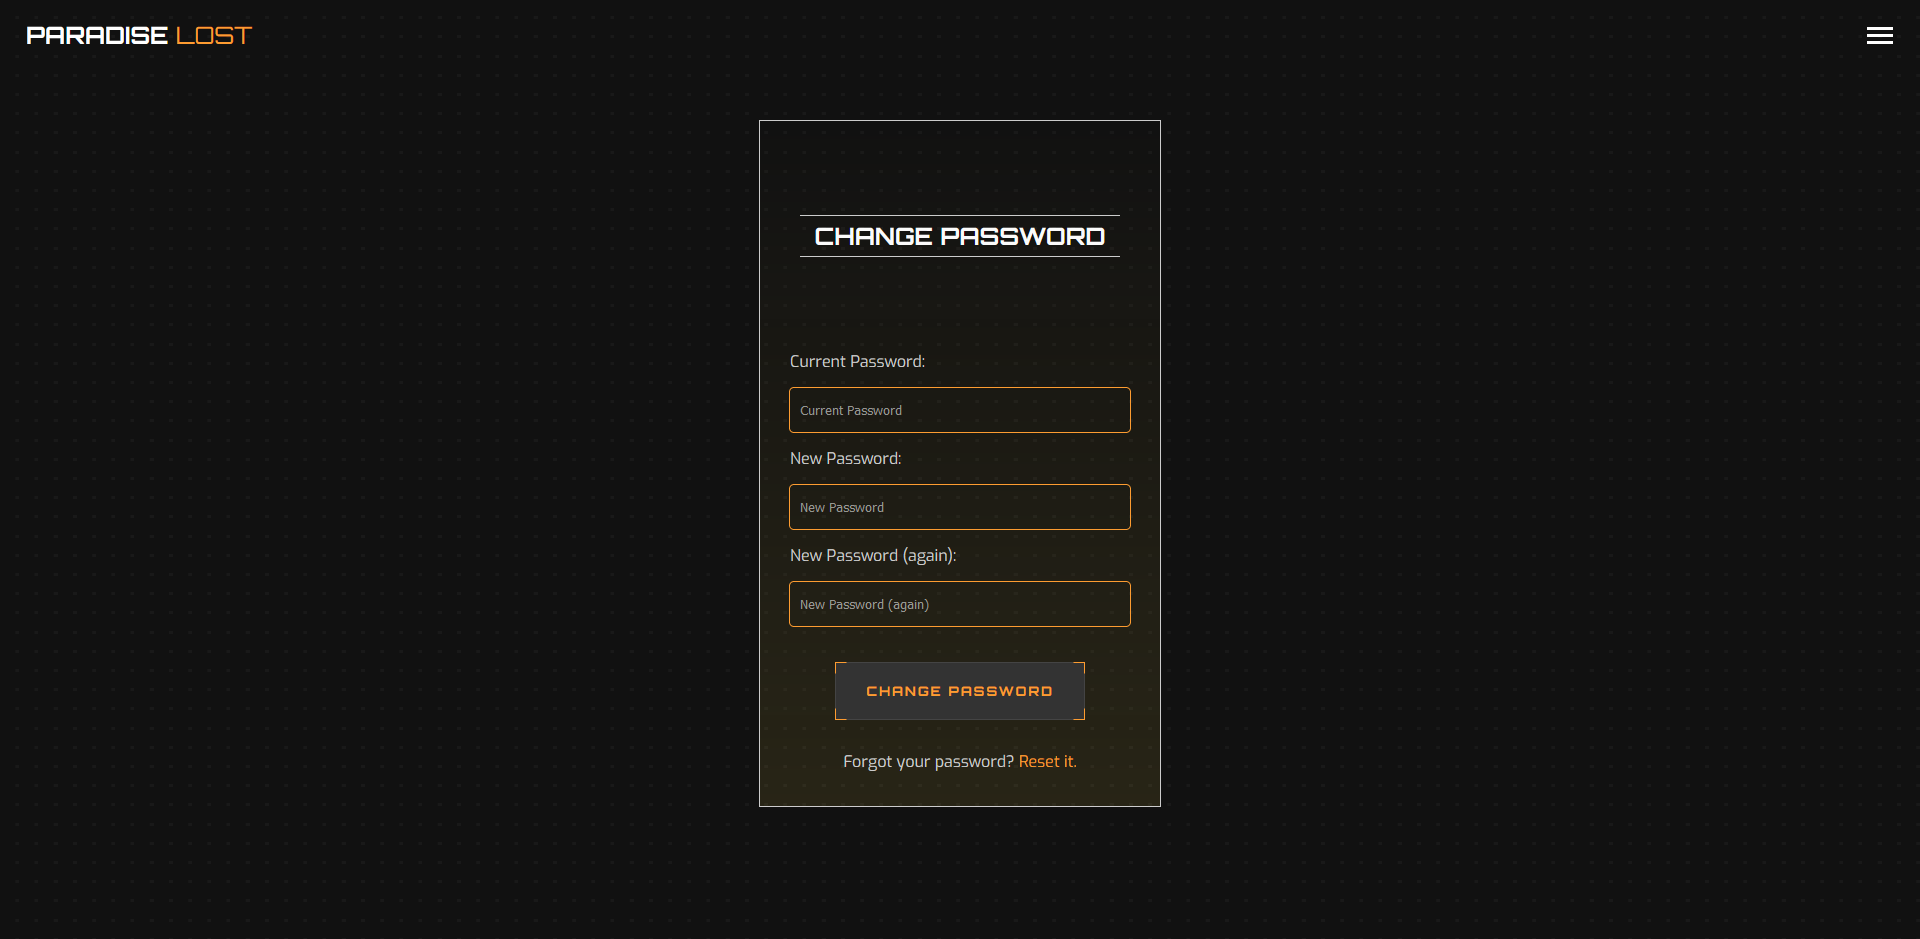 PARADISE LOST
CHANGE PASSWORD
Current Password:
Current Password
New Password:
New Password
New Password (again):
New Password (again)
CHANGE PASSWORD
Forgot your password? Reset it.